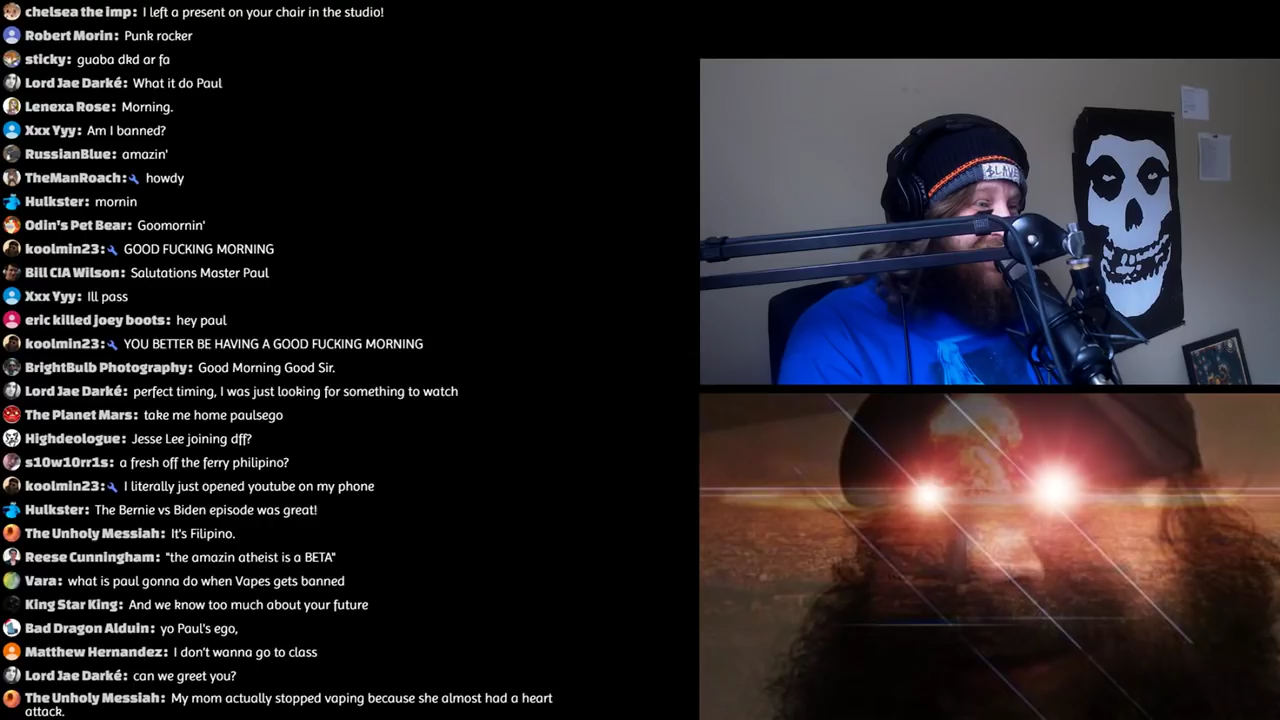 chelsea the imp: I left a present on your chair in the studio!
Robert Morin: Punk rocker
sticky: guaba dkd ar fa
Lord Jae Darké: What it do Paul
Lenexa Rose: Morning.
Xxx Yyy: Am I banned?
RussianBlue: amazin'
TheManRoach: howdy
Hulkster: mornin
Odin's Pet Bear: Goomornin'
koolmin23: GOOD FUCKING MORNING
Bill CIA Wilson: Salutations Master Paul
Xxx Yyy: Ill pass
eric killed joey boots: hey paul
koolmin23: YOU BETTER BE HAVING A GOOD FUCKING MORNING
BrightBulb Photography: Good Morning Good Sir.
Lord Jae Darké: perfect timing, I was just looking for something to watch
The Planet Mars: take me home paulsego
Highdeologue: Jesse Lee joining dff?
s10w10rr1s: a fresh off the ferry philipino?
koolmin23: I literally just opened youtube on my phone
Hulkster: The Bernie vs Biden episode was great!
The Unholy Messiah: It's Filipino.
Reese Cunningham: "the amazin atheist is a BETA"
Vara: what is paul gonna do when Vapes gets banned
King Star King: And we know too much about your future
Bad Dragon Alduin: yo Paul's ego,
Matthew Hernandez: I don't wanna go to class
Lord Jae Darké: can we greet you?
The Unholy Messiah: My mom actually stopped vaping because she almost had a heart
attack.